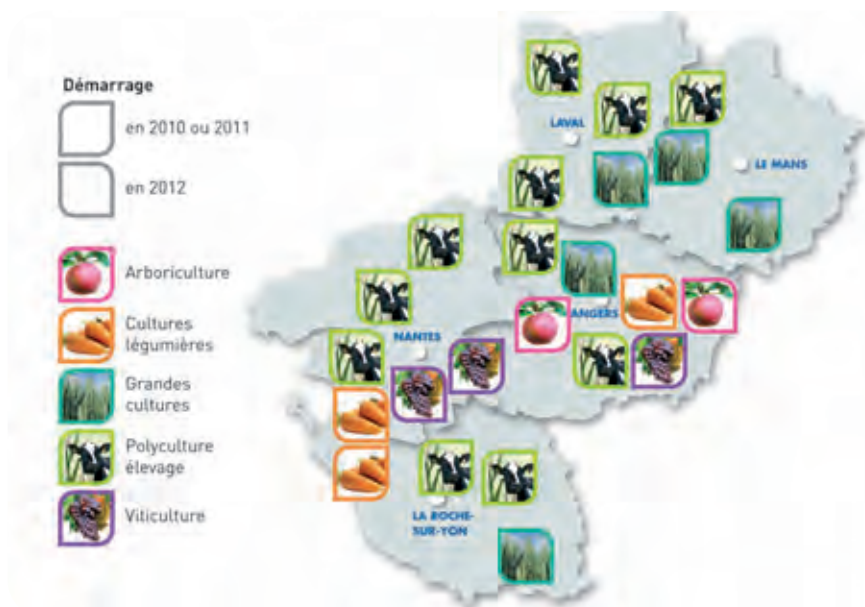 Démarrage
en 2010 ou 2011
en 2012
Arboriculture
Cultures
légumières
Grandes
cultures
Polyculture
élevage
Viticulture
LAVAL
LE MANS
ANGERS
NANTES
LA ROCHE-
SUR-YON